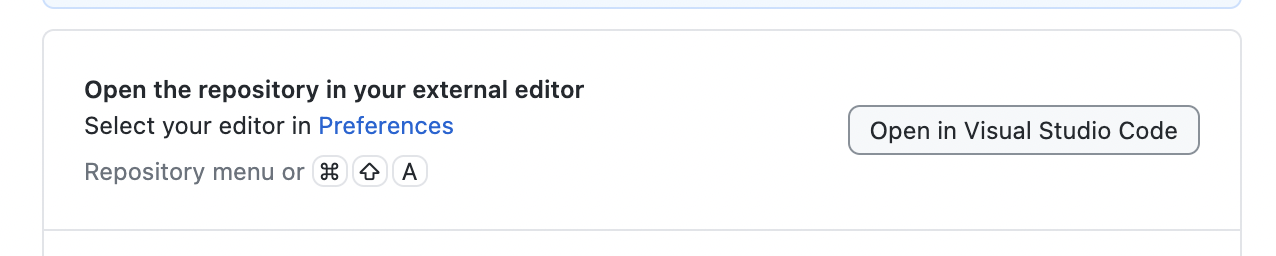 Open the repository in your external editor
Select your editor in Preferences
Repository menu or ⌘ ⇧ A
Open in Visual Studio Code